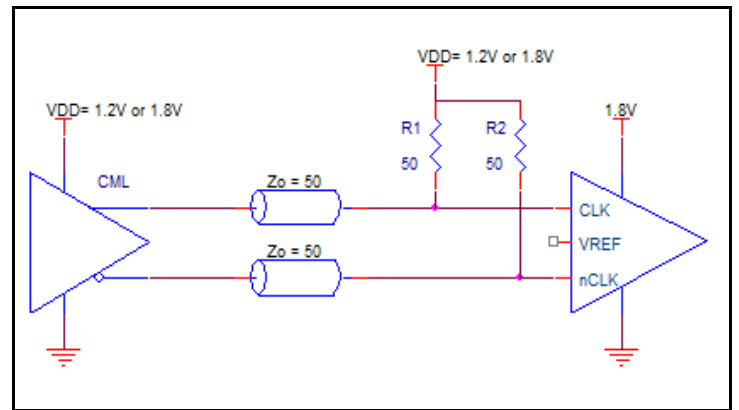 VDD= 1.2V or 1.8V
VDD= 1.2V or 1.8V
1.8V
R1
R2
50
50
CML
Zo = 50
CLK
VREF
Zo = 50
nCLK